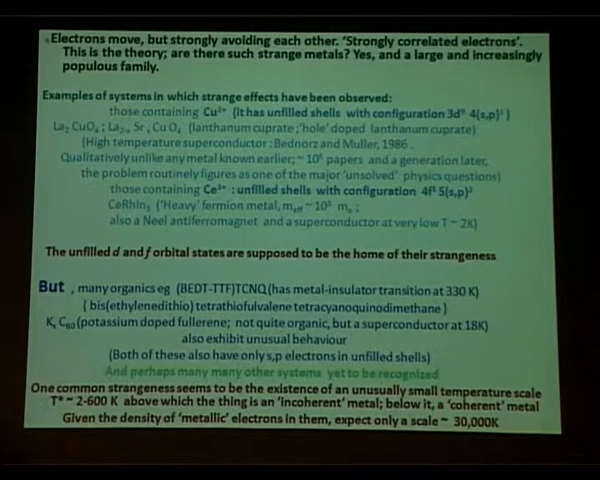 Electrons move, but strongly avoiding each other. 'Strongly correlated electrons'.
This is the theory; are there such strange metals? Yes, and a large and increasingly
populous family.
Examples of systems in which strange effects have been observed:
those containing Cu²⁺ (it has unfilled shells with configuration 3d⁹ 4(s,p)¹)
La₂ CuO₄ ; La₂₋ₓ Srₓ Cu O₄ (lanthanum cuprate ;'hole' doped lanthanum cuprate)
(High temperature superconductor : Bednorz and Muller, 1986 .
Qualitatively unlike any metal known earlier; ~ 10⁵ papers and a generation later,
the problem routinely figures as one of the major 'unsolved' physics questions)
those containing Ce³⁺ : unfilled shells with configuration 4f¹ 5(s,p)²
CeRhIn₅ ('Heavy' fermion metal, m_eff ~ 10³ mₑ ;
also a Neel antiferromagnet and a superconductor at very low T ~ 2K)
The unfilled d and f orbital states are supposed to be the home of their strangeness
But , many organics eg (BEDT-TTF)TCNQ (has metal-insulator transition at 330 K)
( bis(ethylenedithio) tetrathiofulvalene tetracyanoquinodimethane )
K, C₆₀ (potassium doped fullerene; not quite organic, but a superconductor at 18K)
also exhibit unusual behaviour
(Both of these also have only s,p electrons in unfilled shells)
And perhaps many many other systems yet to be recognized
One common strangeness seems to be the existence of an unusually small temperature scale
T* ~ 2-600 K above which the thing is an 'incoherent' metal; below it, a 'coherent' metal
Given the density of 'metallic' electrons in them, expect only a scale ~ 30,000K